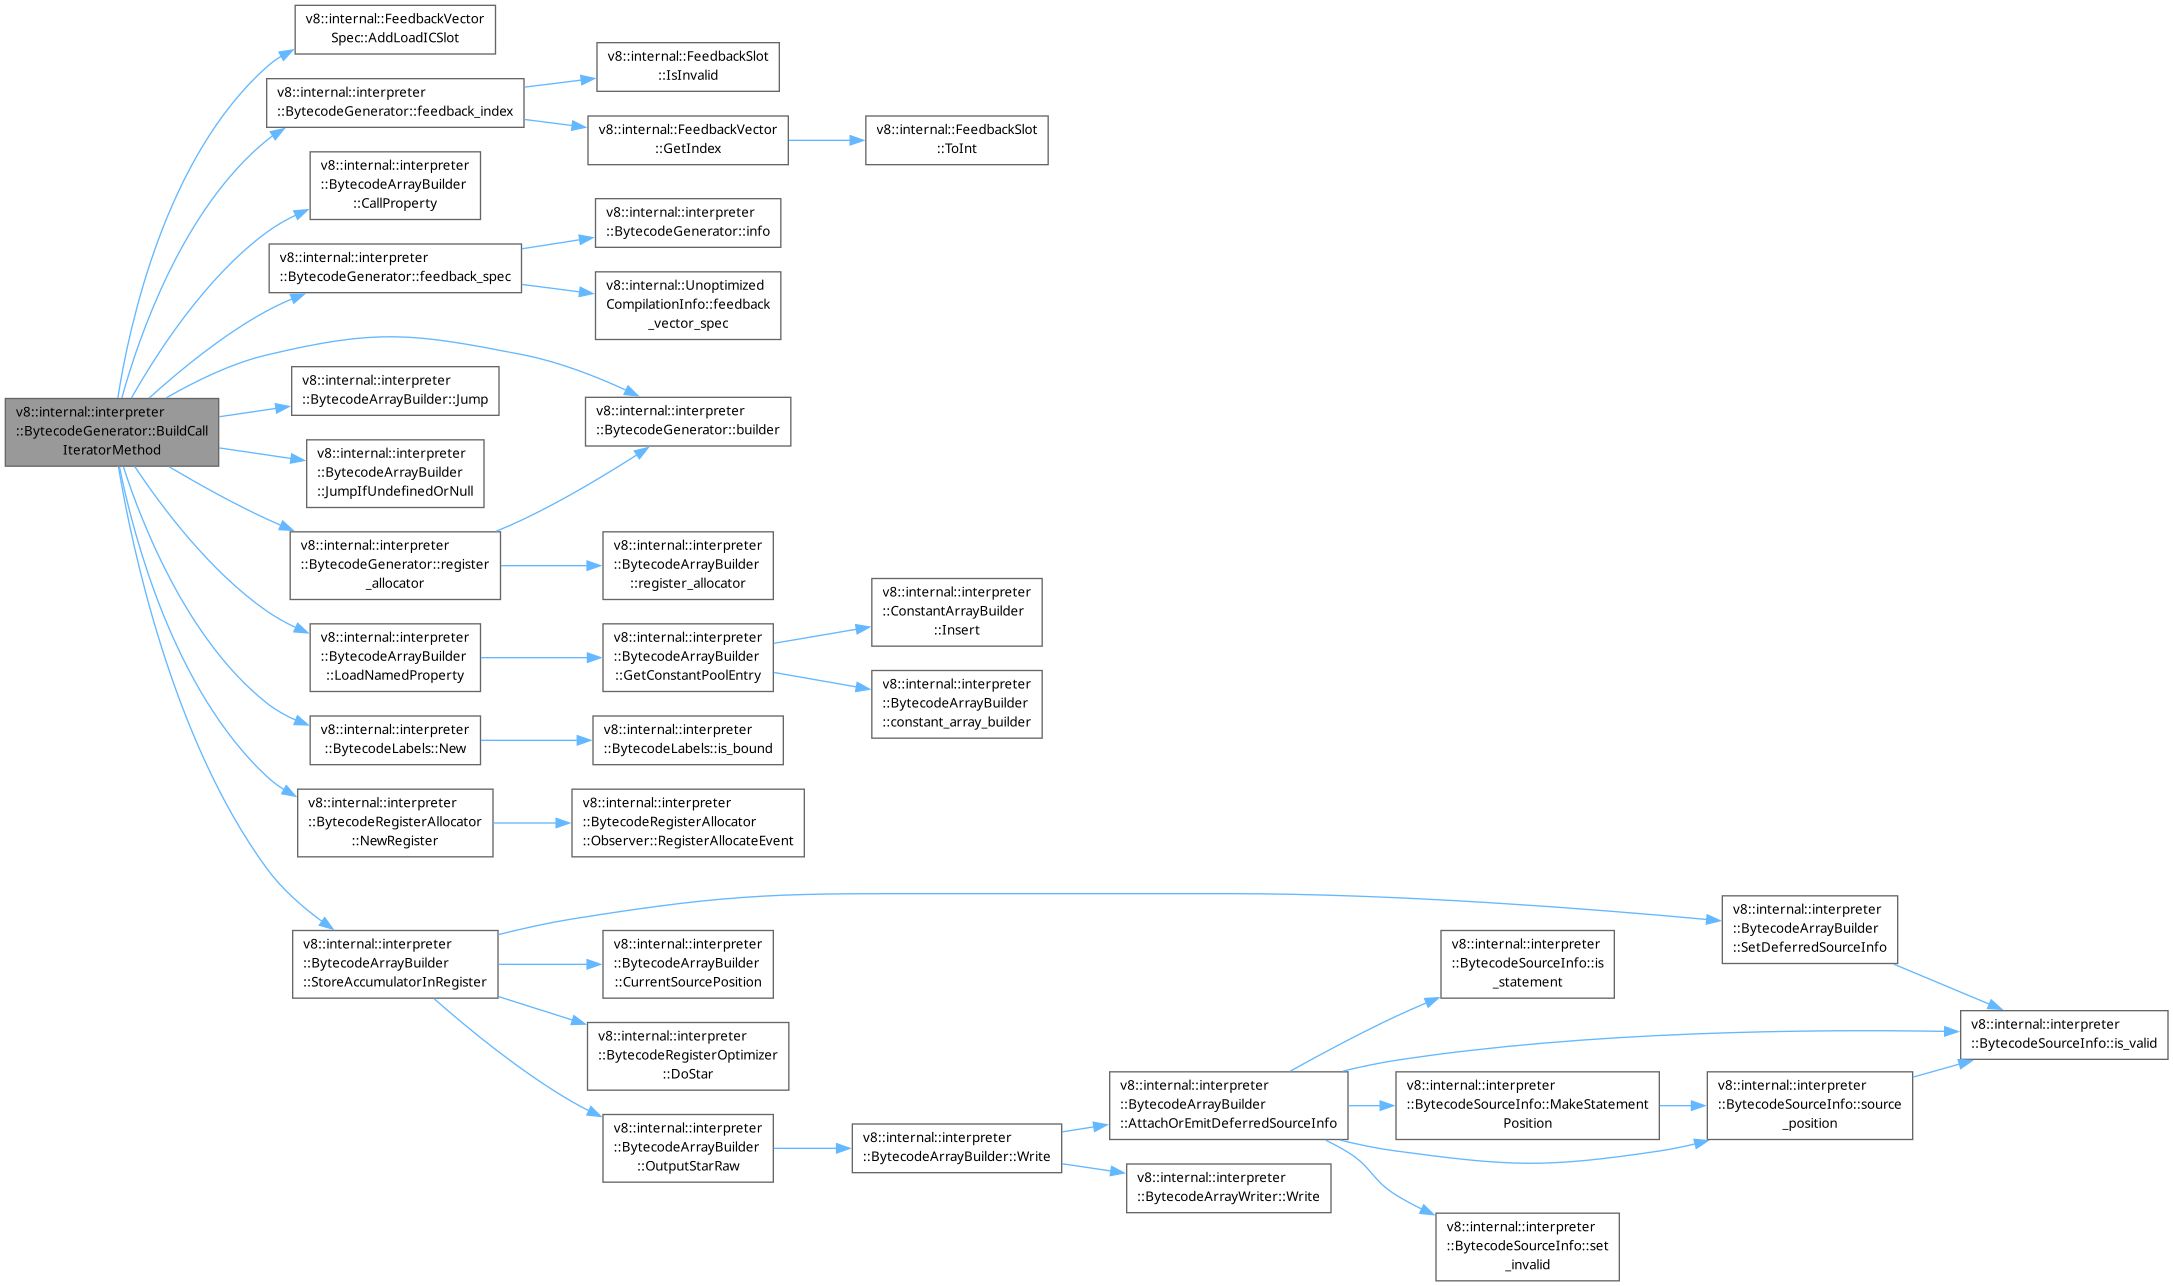 v8::internal::FeedbackVector
Spec::AddLoadICSlot
v8::internal::FeedbackSlot
::IsInvalid
v8::internal::interpreter
::BytecodeGenerator::feedback_index
v8::internal::FeedbackVector
::GetIndex
v8::internal::FeedbackSlot
::ToInt
v8::internal::interpreter
::BytecodeArrayBuilder
::CallProperty
v8::internal::interpreter
::BytecodeGenerator::info
v8::internal::interpreter
::BytecodeGenerator::feedback_spec
v8::internal::Unoptimized
CompilationInfo::feedback
_vector_spec
v8::internal::interpreter
::BytecodeArrayBuilder::Jump
v8::internal::interpreter
::BytecodeGenerator::builder
v8::internal::interpreter
::BytecodeGenerator::BuildCall
IteratorMethod
v8::internal::interpreter
::BytecodeArrayBuilder
::JumpIfUndefinedOrNull
v8::internal::interpreter
::BytecodeGenerator::register
_allocator
v8::internal::interpreter
::BytecodeArrayBuilder
::register_allocator
v8::internal::interpreter
::ConstantArrayBuilder
::Insert
v8::internal::interpreter
::BytecodeArrayBuilder
::LoadNamedProperty
v8::internal::interpreter
::BytecodeArrayBuilder
::GetConstantPoolEntry
v8::internal::interpreter
::BytecodeArrayBuilder
::constant_array_builder
v8::internal::interpreter
::BytecodeLabels::New
v8::internal::interpreter
::BytecodeLabels::is_bound
v8::internal::interpreter
::BytecodeRegisterAllocator
::NewRegister
v8::internal::interpreter
::BytecodeRegisterAllocator
::Observer::RegisterAllocateEvent
v8::internal::interpreter
::BytecodeArrayBuilder
::SetDeferredSourceInfo
v8::internal::interpreter
::BytecodeArrayBuilder
::StoreAccumulatorInRegister
v8::internal::interpreter
::BytecodeArrayBuilder
::CurrentSourcePosition
v8::internal::interpreter
::BytecodeSourceInfo::is
_statement
v8::internal::interpreter
::BytecodeSourceInfo::is_valid
v8::internal::interpreter
::BytecodeRegisterOptimizer
::DoStar
v8::internal::interpreter
::BytecodeArrayBuilder
::AttachOrEmitDeferredSourceInfo
v8::internal::interpreter
::BytecodeSourceInfo::MakeStatement
Position
v8::internal::interpreter
::BytecodeSourceInfo::source
_position
v8::internal::interpreter
::BytecodeArrayBuilder
::OutputStarRaw
v8::internal::interpreter
::BytecodeArrayBuilder::Write
v8::internal::interpreter
::BytecodeArrayWriter::Write
v8::internal::interpreter
::BytecodeSourceInfo::set
_invalid